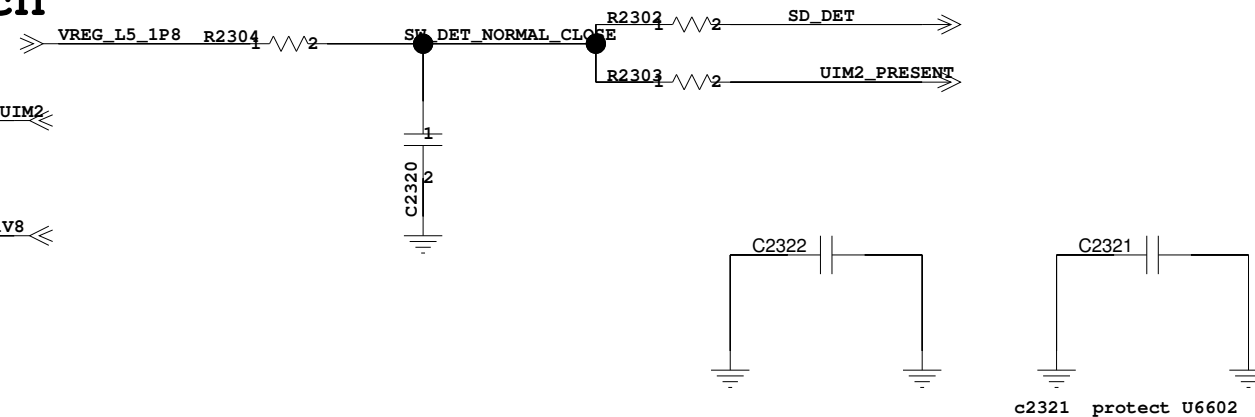 VREG_L5_1P8 R2304 1 2 SW_DET_NORMAL_CLOSE R2302 1 2 SD_DET
R2303 1 2 UIM2_PRESENT
UIM2
1
C2320
2
V8
C2322 C2321
c2321 protect U6602